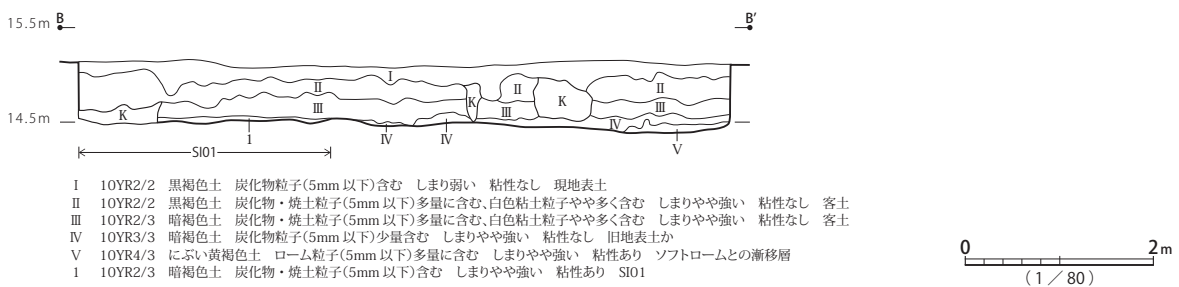 15.5m B B′
I
II II II
K K
III III III
K
14.5m
IV
1 IV IV V
SI01
I 10YR2/2 黒褐色土 炭化物粒子(5mm 以下)含む しまり弱い 粘性なし 現地表土
II 10YR2/2 黒褐色土 炭化物・焼土粒子(5mm 以下)多量に含む、白色粘土粒子やや多く含む しまりやや強い 粘性なし 客土
III 10YR2/3 暗褐色土 炭化物・焼土粒子(5mm 以下)多量に含む、白色粘土粒子やや多く含む しまりやや強い 粘性なし 客土
IV 10YR3/3 暗褐色土 炭化物粒子(5mm 以下)少量含む しまりやや強い 粘性なし 旧地表土か
V 10YR4/3 にぶい黄褐色土 ローム粒子(5mm 以下)多量に含む しまりやや強い 粘性あり ソフトロームとの漸移層
1 10YR2/3 暗褐色土 炭化物・焼土粒子(5mm 以下)含む しまりやや強い 粘性あり SI01
0 2m
(1/80)